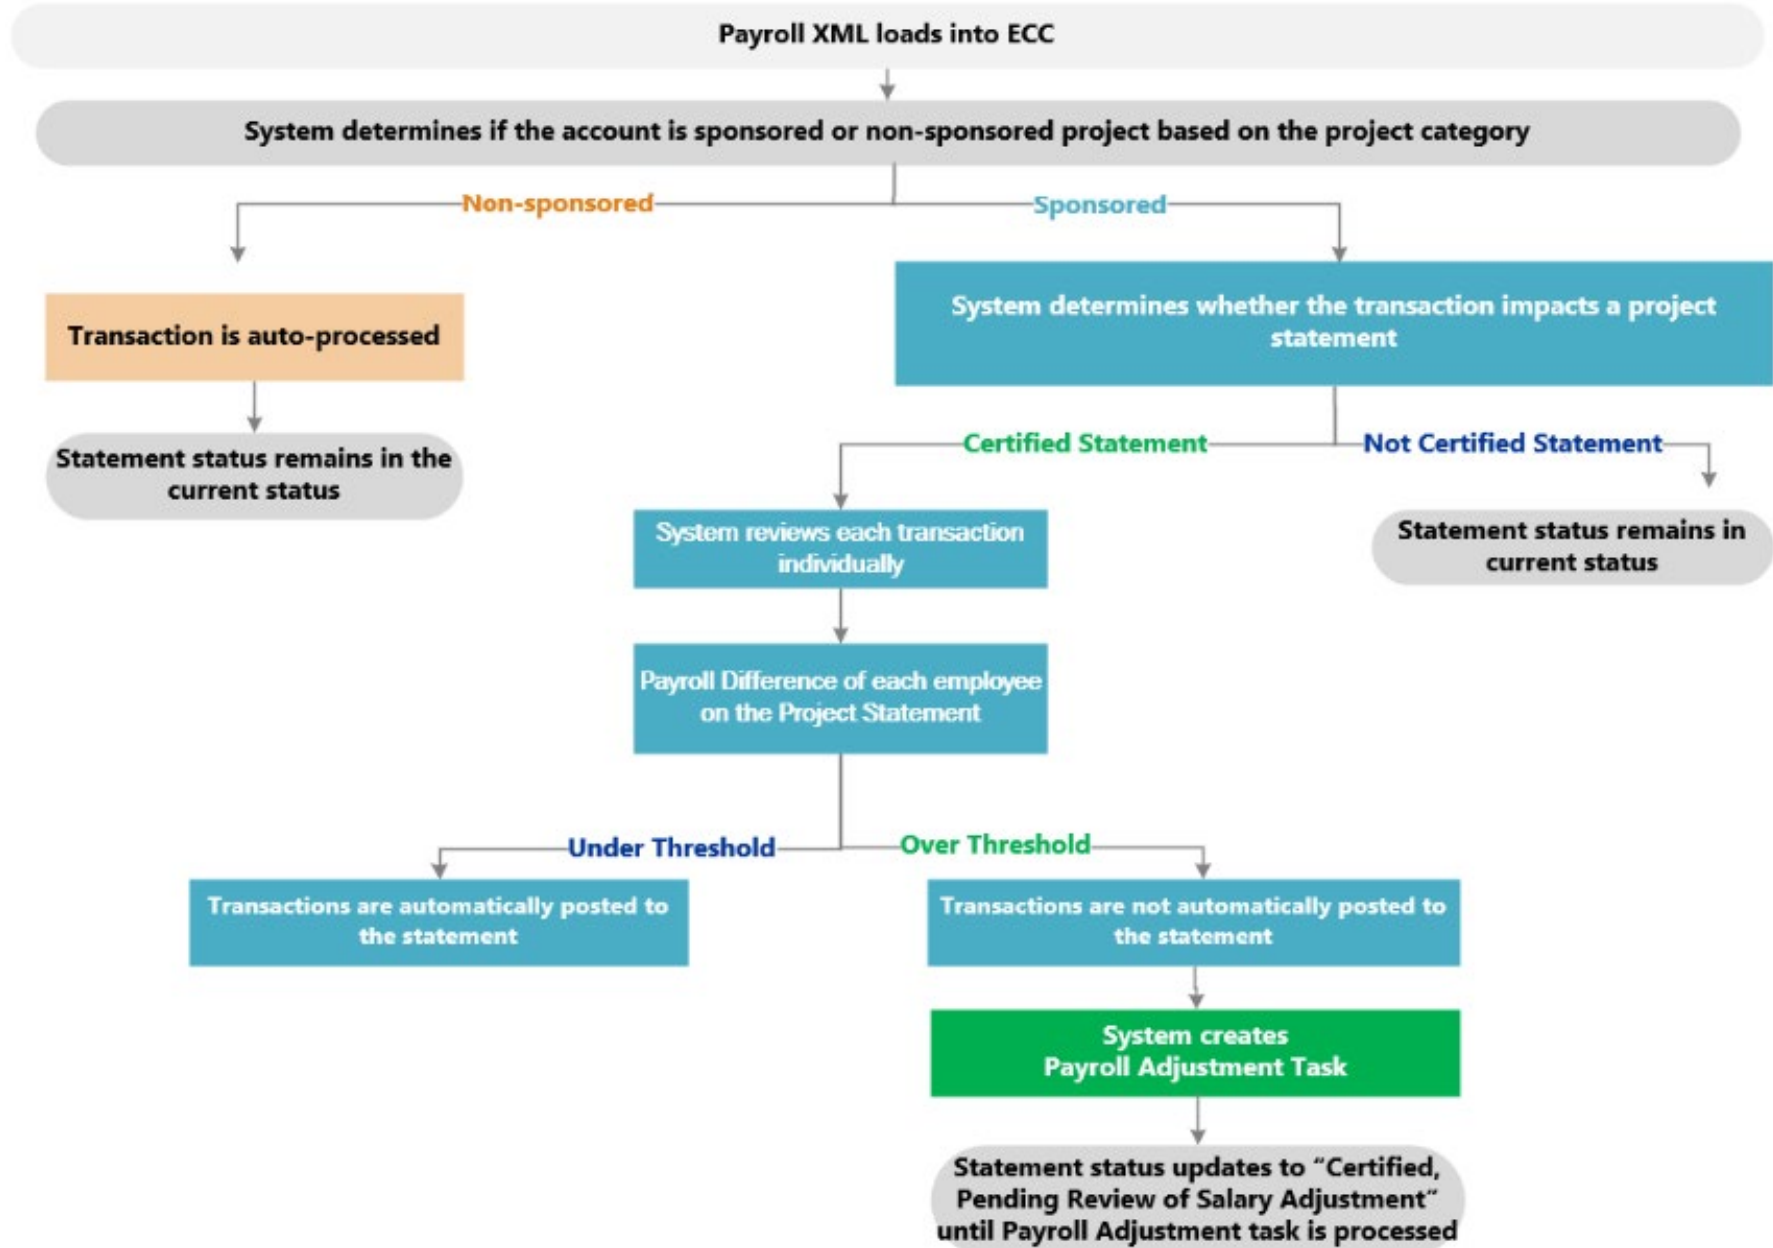 Payroll XML loads into ECC
System determines if the account is sponsored or non-sponsored project based on the project category
Non-sponsored
Sponsored
Transaction is auto-processed
System determines whether the transaction impacts a project
statement
Statement status remains in the
current status
Certified Statement
Not Certified Statement
System reviews each transaction
individually
Statement status remains in
current status
Payroll Difference of each employee
on the Project Statement
Under Threshold
Over Threshold
Transactions are automatically posted to
the statement
Transactions are not automatically posted to
the statement
System creates
Payroll Adjustment Task
Statement status updates to “Certified,
Pending Review of Salary Adjustment”
until Payroll Adjustment task is processed